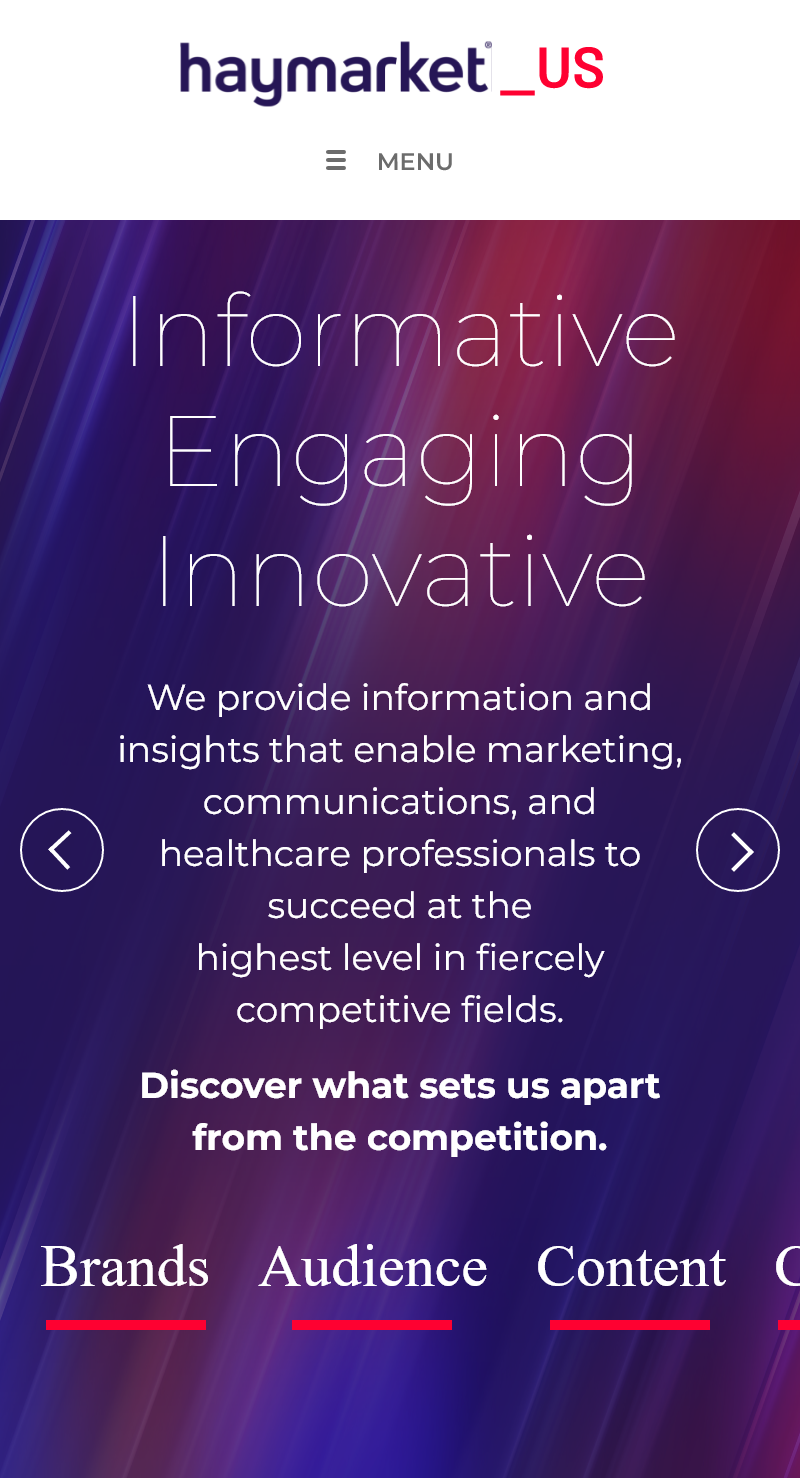 haymarket® _US
☰ MENU
Informative
Engaging
Innovative
We provide information and
insights that enable marketing,
communications, and
healthcare professionals to
succeed at the
highest level in fiercely
competitive fields.
Discover what sets us apart
from the competition.
Brands Audience Content